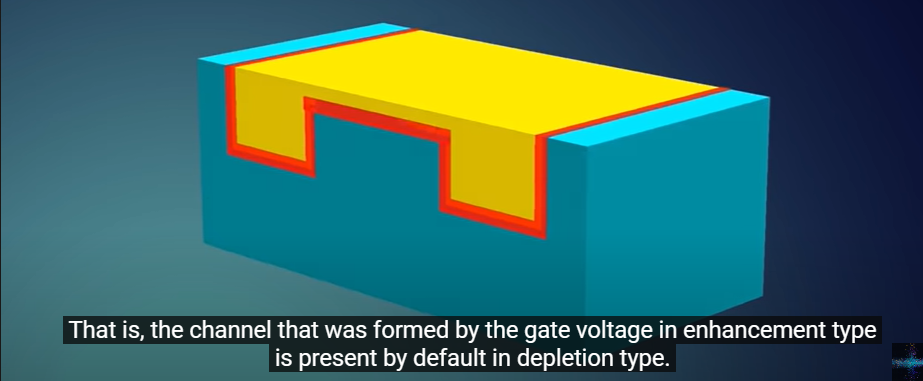 That is, the channel that was formed by the gate voltage in enhancement type
is present by default in depletion type.